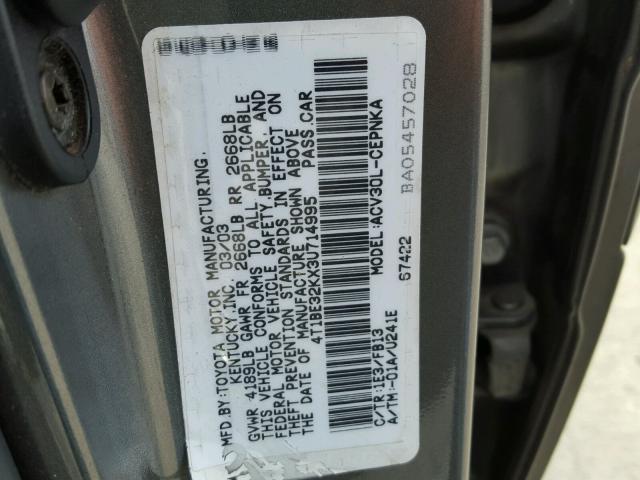 MFD.BY:TOYOTA MOTOR MANUFACTURING,
KENTUCKY,INC. 03/03
GVWR 4189LB GAWR FR 2668LB RR 2668LB
THIS VEHICLE CONFORMS TO ALL APPLICABLE
FEDERAL MOTOR VEHICLE SAFETY,BUMPER, AND
THEFT PREVENTION STANDARDS IN EFFECT ON
THE DATE OF MANUFACTURE SHOWN ABOVE
4T1BE32KX3U714995 PASS.CAR
MODEL:ACV30L-CEPNKA
67422
C/TR:1E3/FB13
A/TM:-01A/U241E
BA05457028